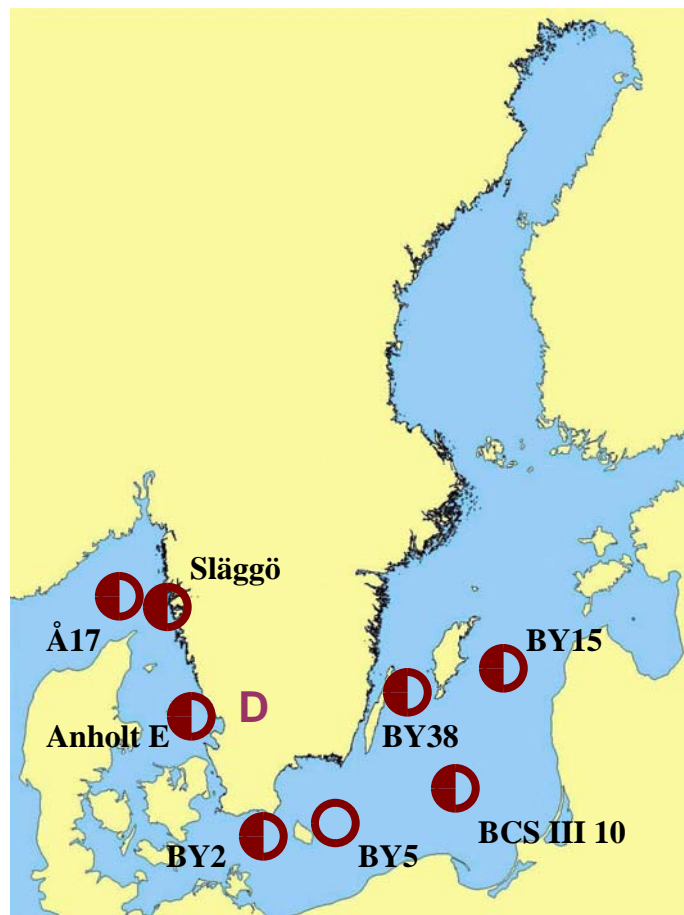 Släggö
Å17
BY15
D
Anholt E
BY38
BCS III 10
BY2
BY5